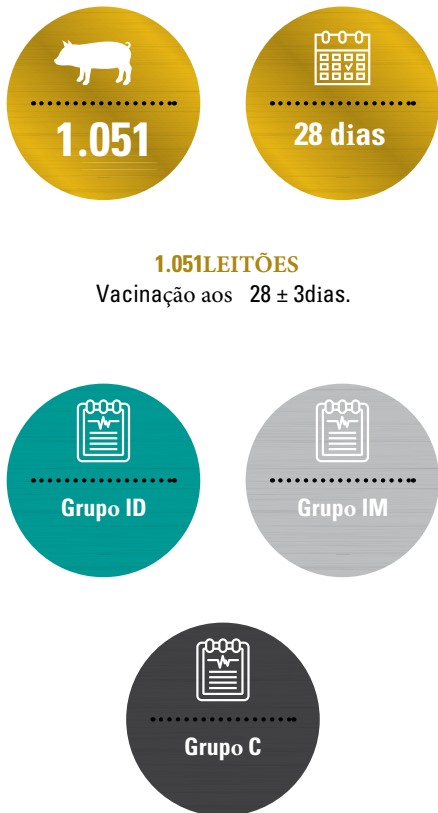 1.051
28 dias
1.051LEITÕES
Vacinação aos 28 ± 3dias.
Grupo ID
Grupo IM
Grupo C